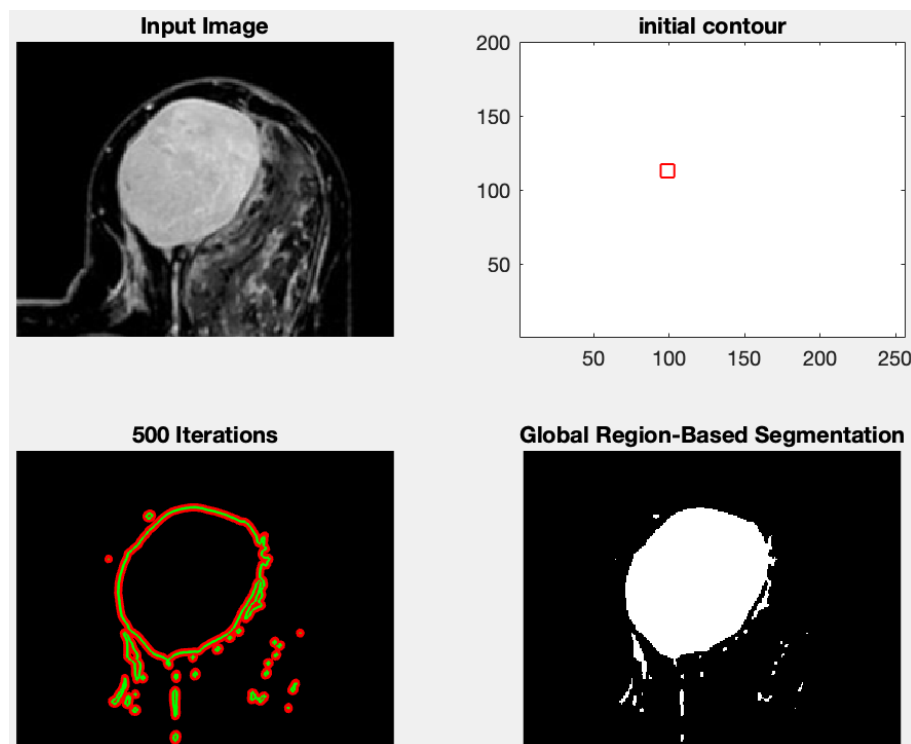 Input Image
initial contour
200
150
100
50
50 100 150 200 250
500 Iterations
Global Region-Based Segmentation